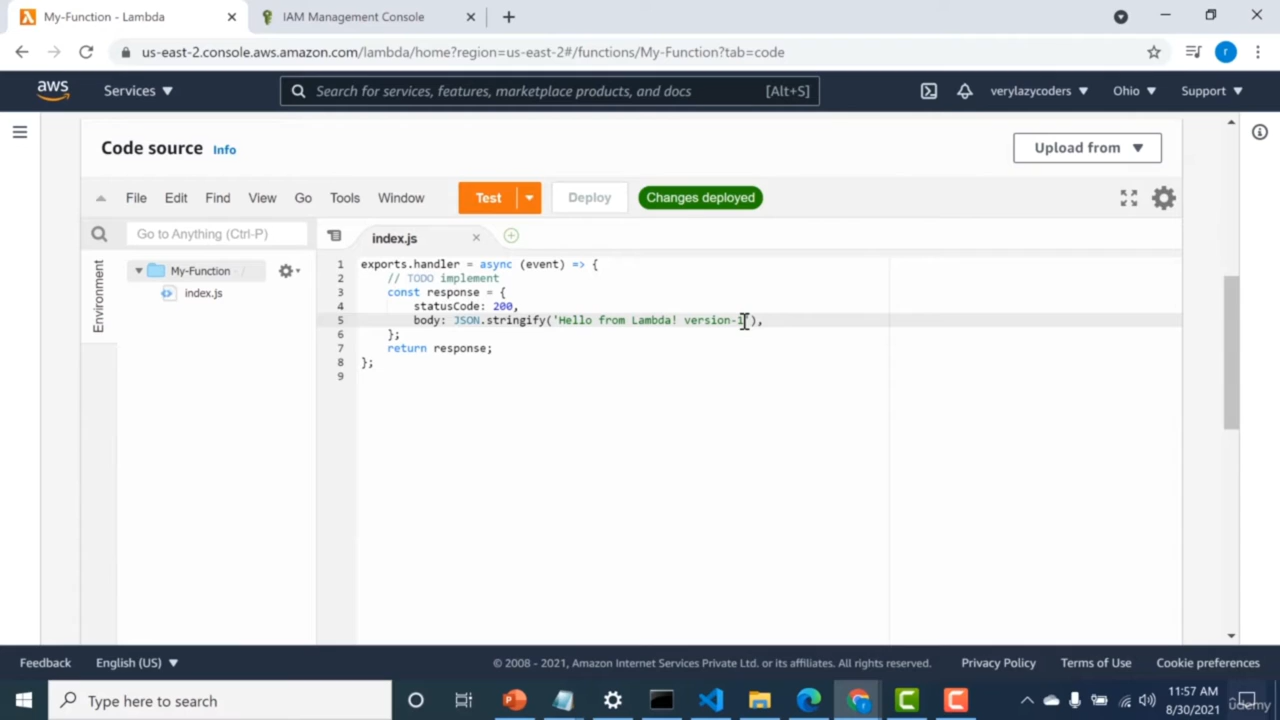 My-Function - Lambda
IAM Management Console
us-east-2.console.aws.amazon.com/lambda/home?region=us-east-2#/functions/My-Function?tab=code
r
aws
Services
Search for services, features, marketplace products, and docs
[Alt+S]
verylazycoders
Ohio
Support
Code source
Info
Upload from
File
Edit
Find
View
Go
Tools
Window
Test
Deploy
Changes deployed
Go to Anything (Ctrl-P)
index.js
Environment
My-Function - /
index.js
1 exports.handler = async (event) => {
2 // TODO implement
3 const response = {
4 statusCode: 200,
5 body: JSON.stringify('Hello from Lambda! version-1'),
6 };
7 return response;
8 };
9
Feedback
English (US)
© 2008 - 2021, Amazon Internet Services Private Ltd. or its affiliates. All rights reserved.
Privacy Policy
Terms of Use
Cookie preferences
Type here to search
11:57 AM
8/30/2021
udemy